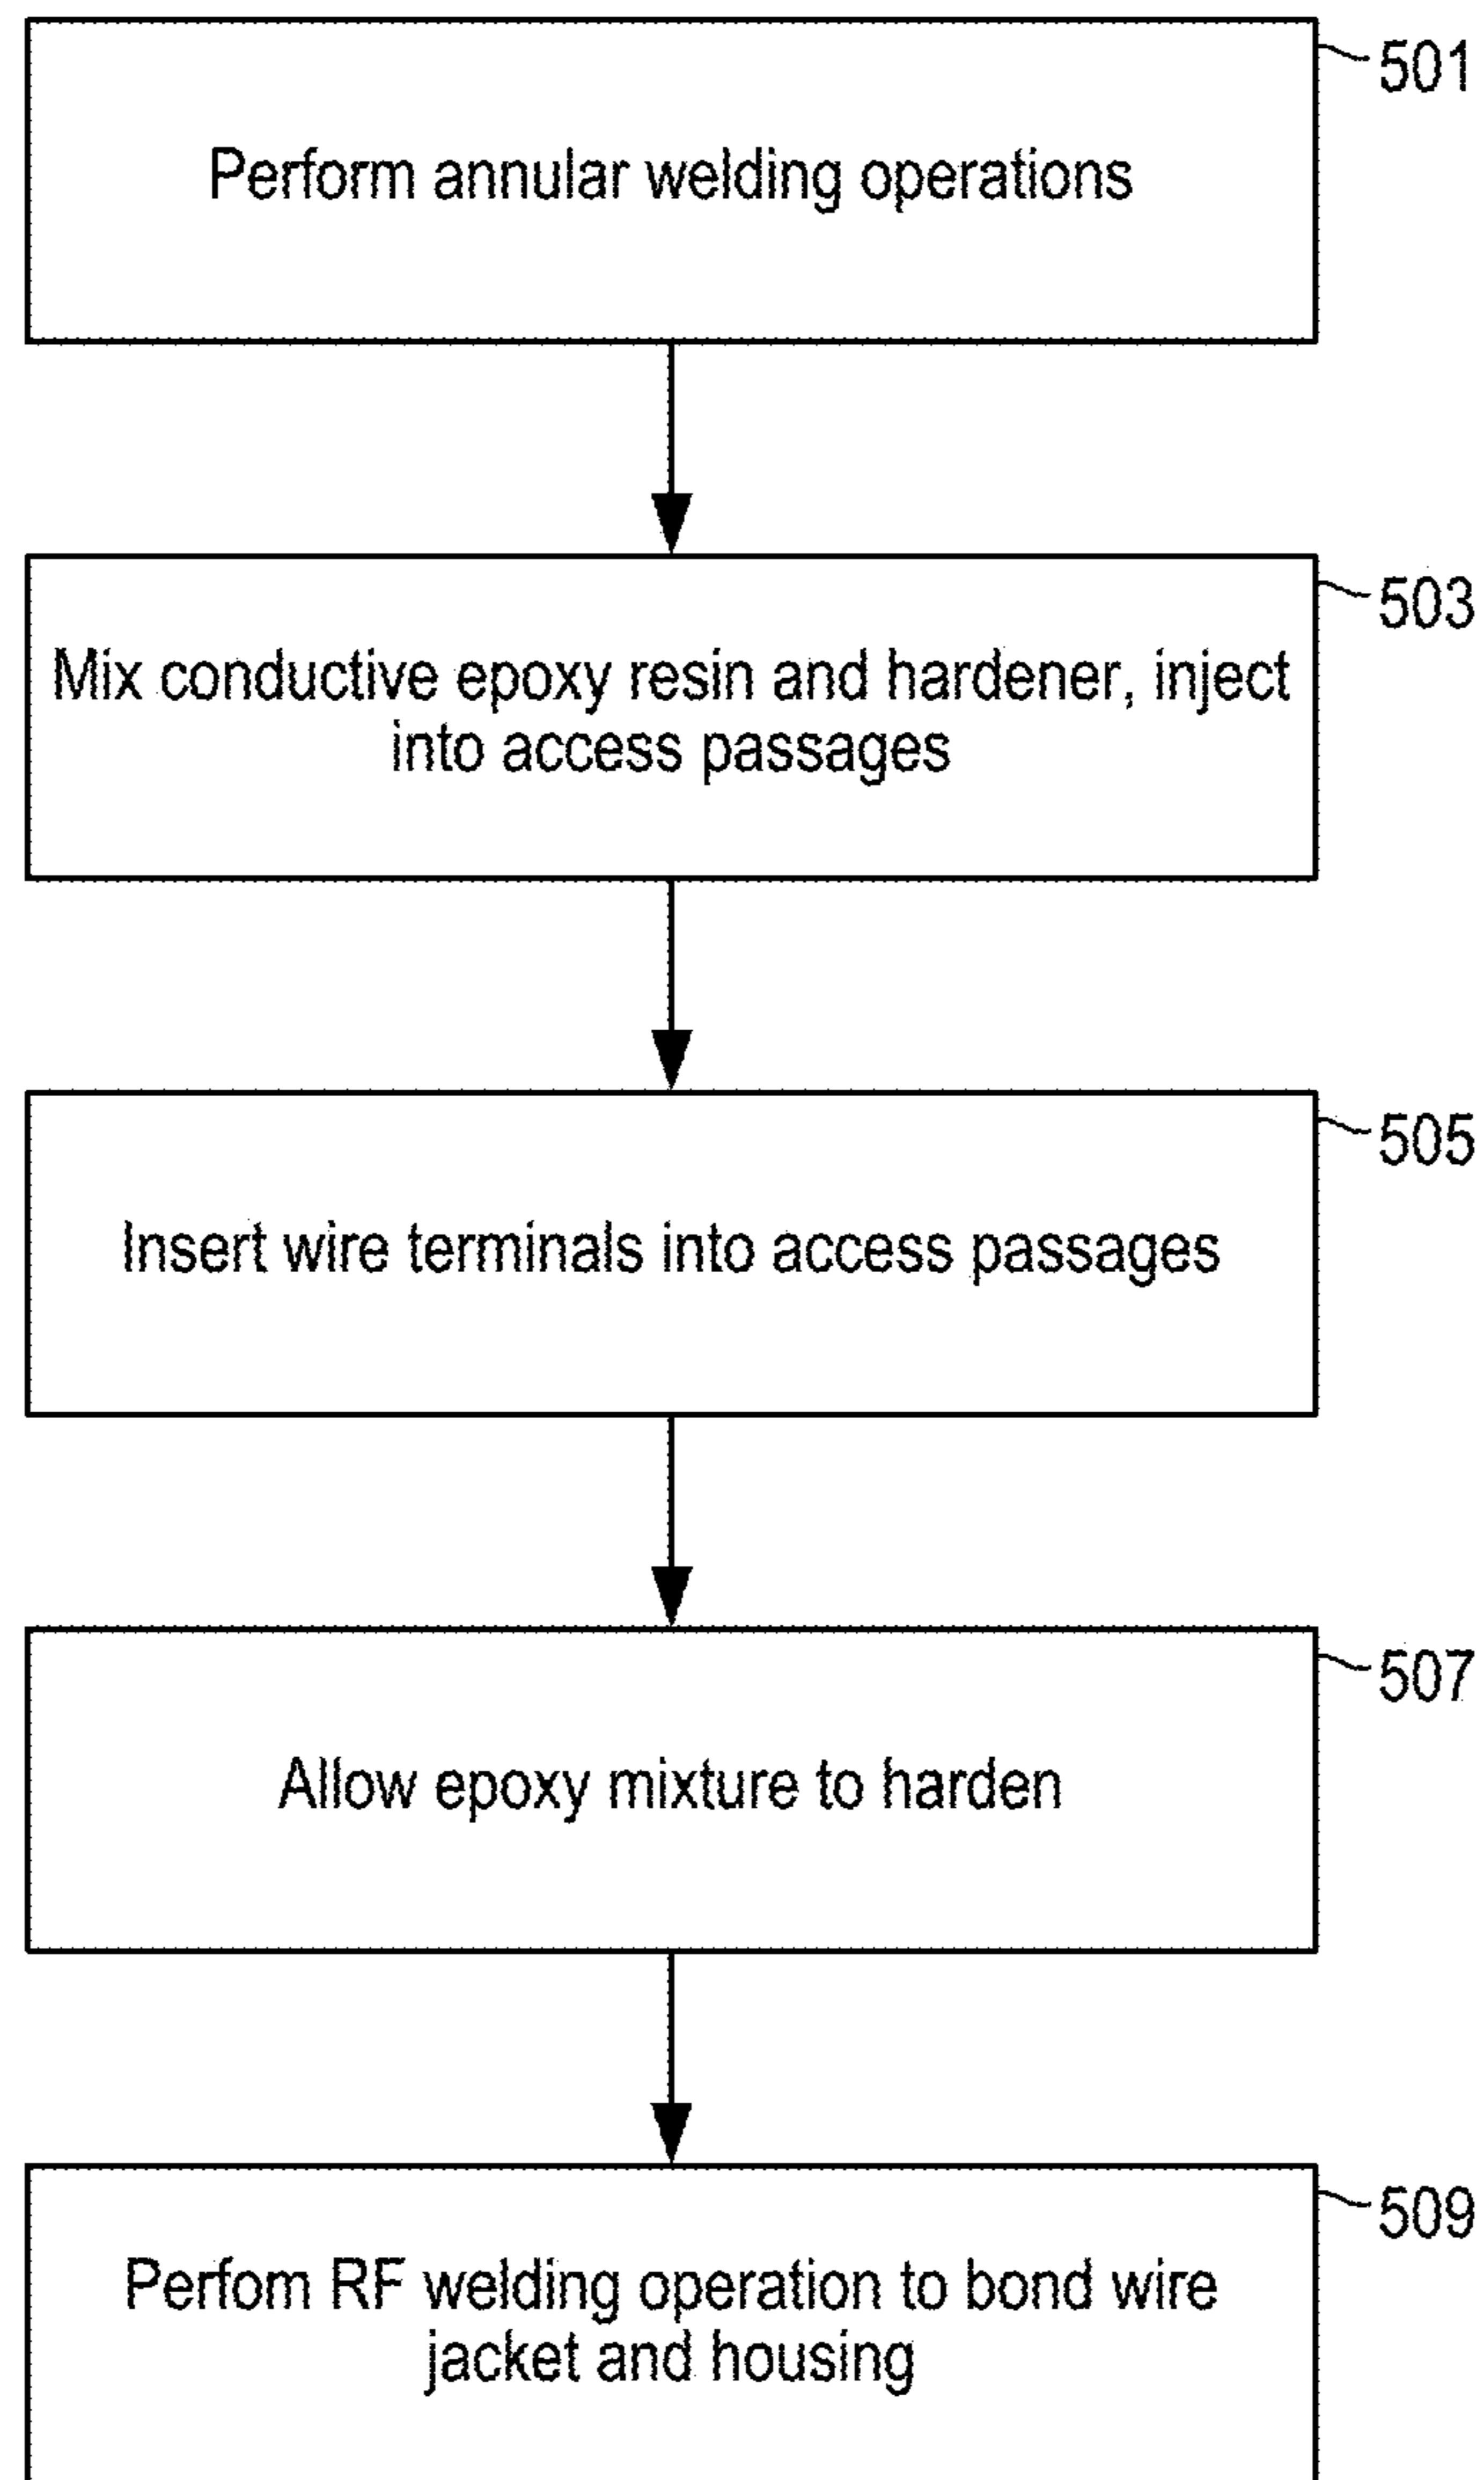 501
Perform annular welding operations
503
Mix conductive epoxy resin and hardener, inject
into access passages
505
Insert wire terminals into access passages
507
Allow epoxy mixture to harden
509
Perfom RF welding operation to bond wire
jacket and housing